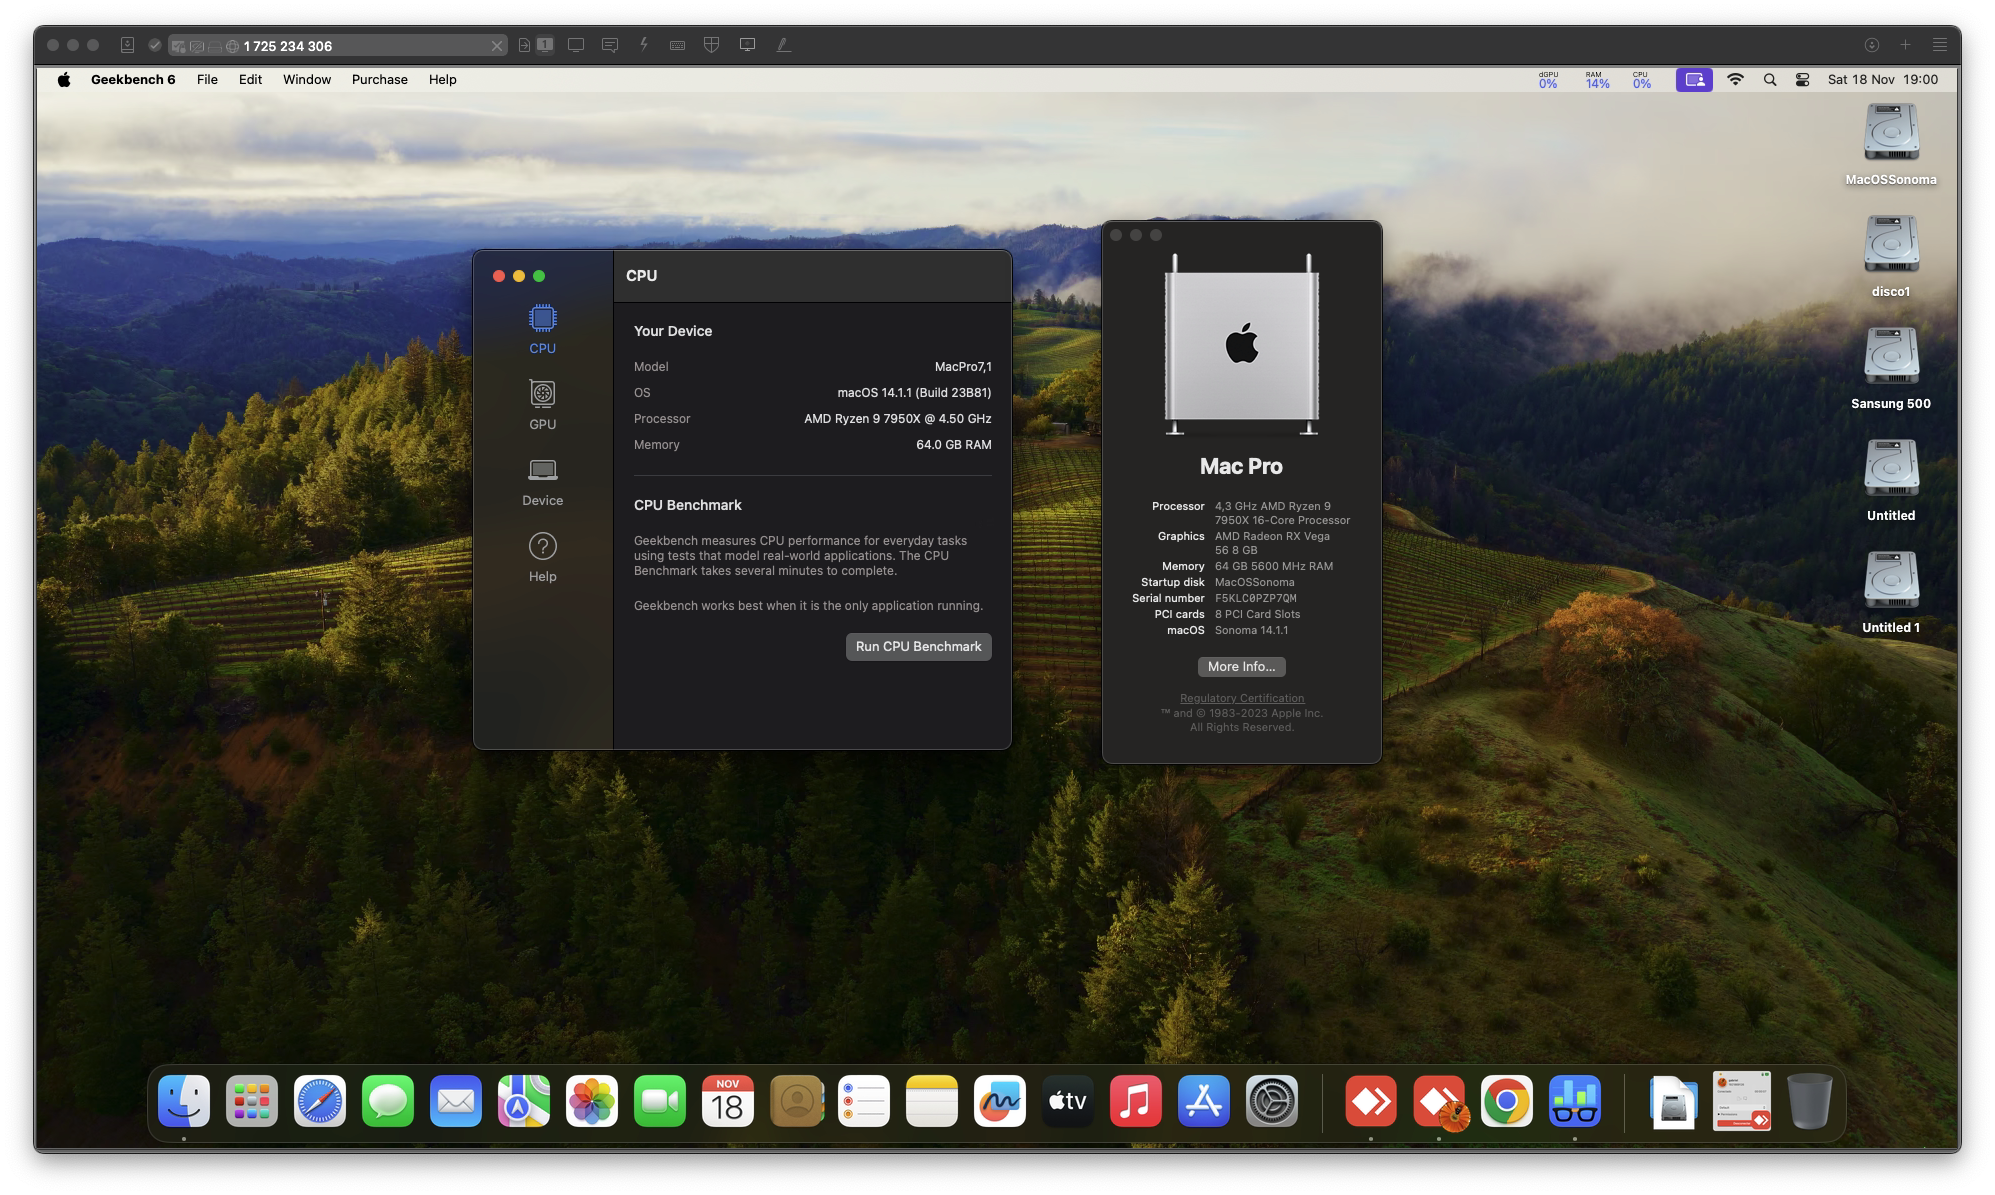 1 725 234 306
1
Geekbench 6 File Edit Window Purchase Help
dGPU 0% RAM 14% CPU 0% Sat 18 Nov 19:00
MacOSSonoma
disco1
Sansung 500
Untitled
Untitled 1
CPU
GPU
Device
Help
CPU
Your Device
Model MacPro7,1
OS macOS 14.1.1 (Build 23B81)
Processor AMD Ryzen 9 7950X @ 4.50 GHz
Memory 64.0 GB RAM
CPU Benchmark
Geekbench measures CPU performance for everyday tasks
using tests that model real-world applications. The CPU
Benchmark takes several minutes to complete.
Geekbench works best when it is the only application running.
Run CPU Benchmark
Mac Pro
Processor 4,3 GHz AMD Ryzen 9
7950X 16-Core Processor
Graphics AMD Radeon RX Vega
56 8 GB
Memory 64 GB 5600 MHz RAM
Startup disk MacOSSonoma
Serial number F5KLC0PZP7QM
PCI cards 8 PCI Card Slots
macOS Sonoma 14.1.1
More Info...
Regulatory Certification
™ and © 1983-2023 Apple Inc.
All Rights Reserved.
NOV
18
tv